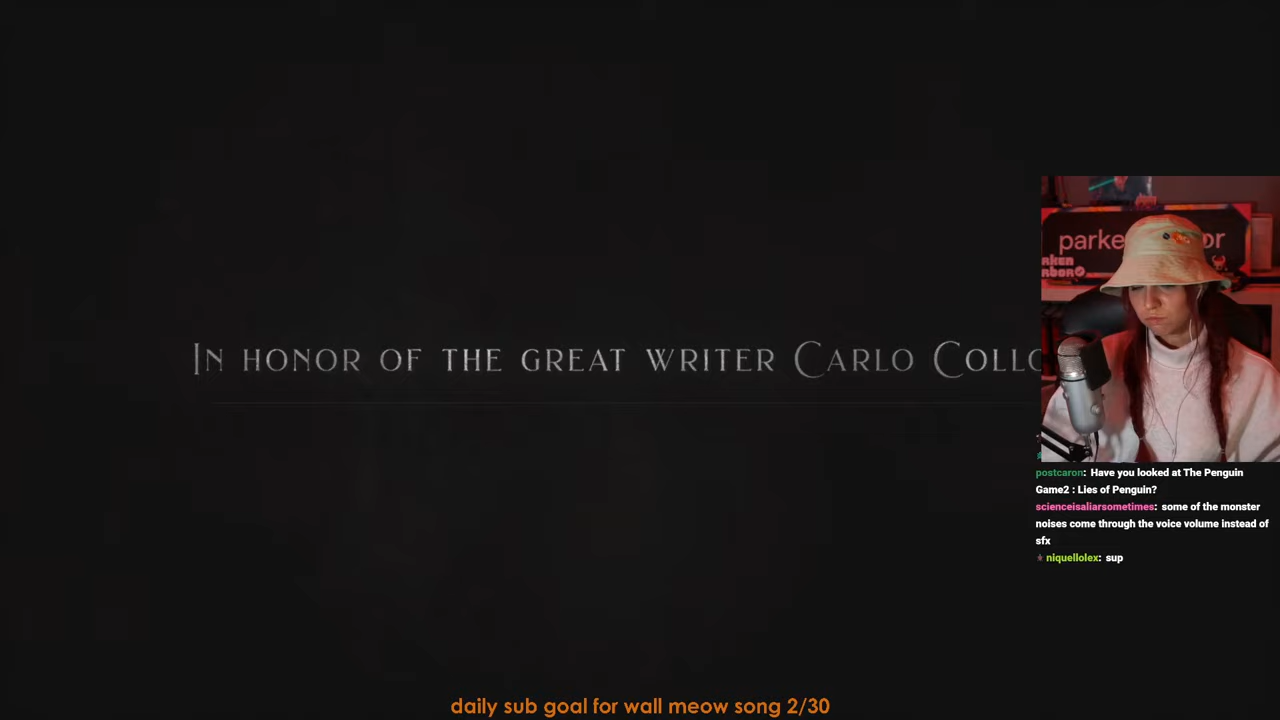 In honor of the great writer Carlo Collo
postcaron: Have you looked at The Penguin
Game2 : Lies of Penguin?
scienceisaliarsometimes: some of the monster
noises come through the voice volume instead of
sfx
niquellolex: sup
daily sub goal for wall meow song 2/30